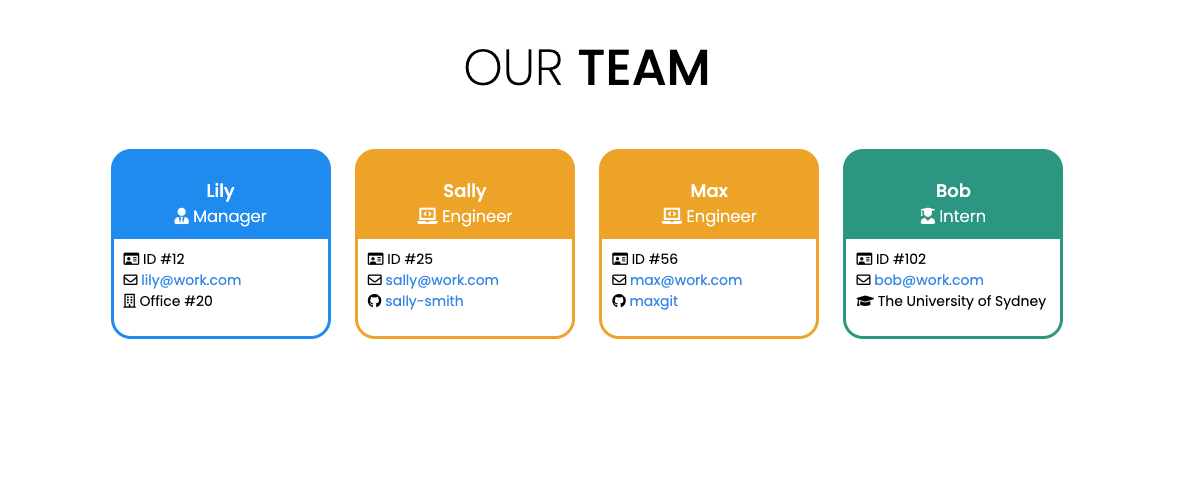 OUR TEAM
Lily
Manager
ID #12
lily@work.com
Office #20
Sally
Engineer
ID #25
sally@work.com
sally-smith
Max
Engineer
ID #56
max@work.com
maxgit
Bob
Intern
ID #102
bob@work.com
The University of Sydney